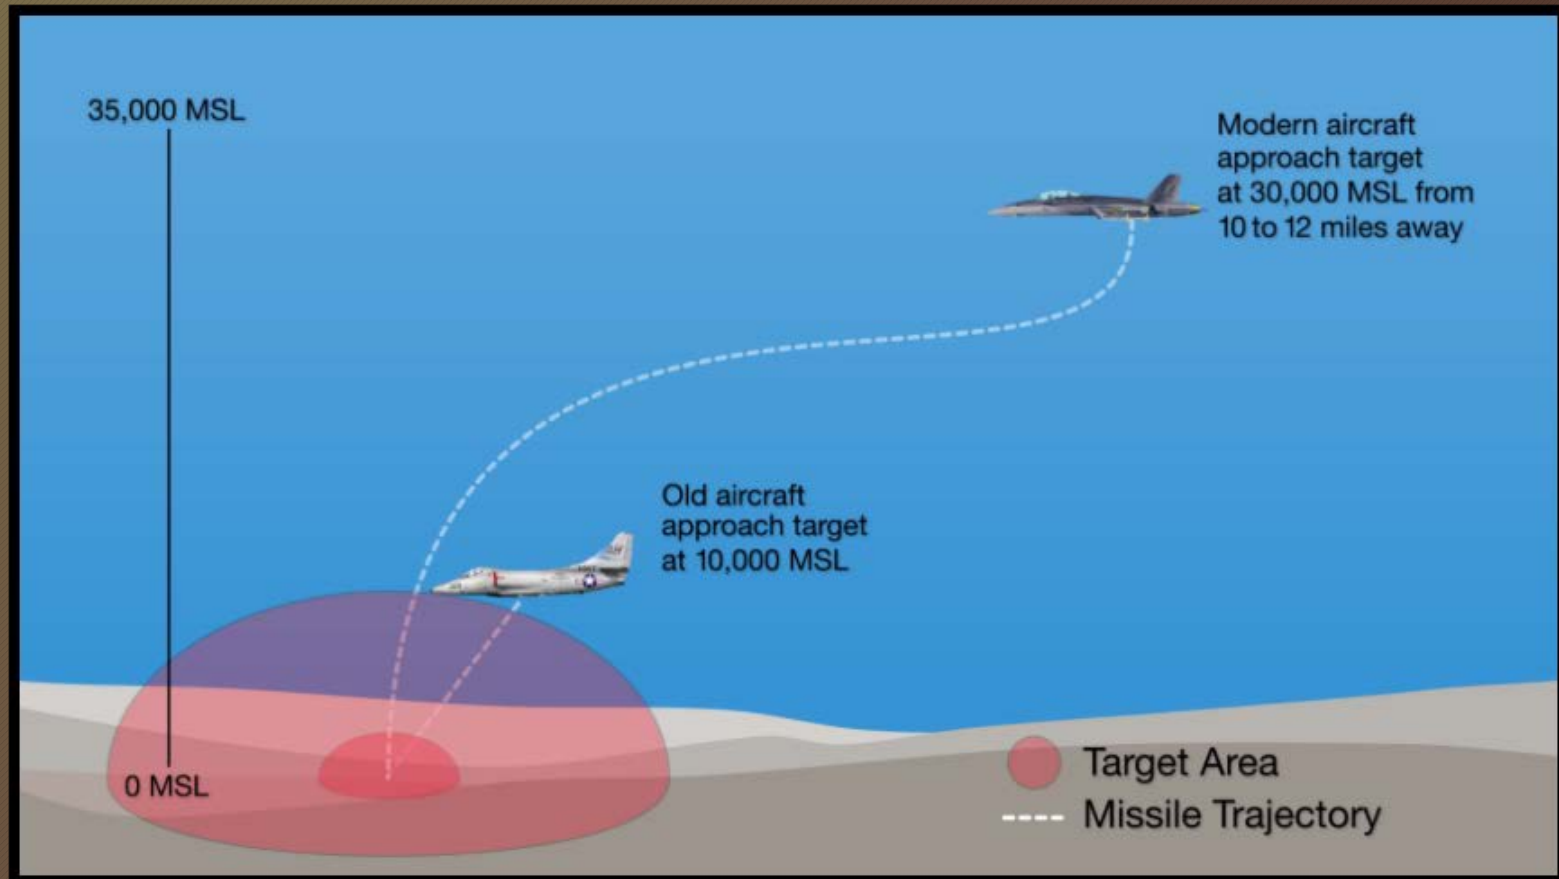 35,000 MSL
Modern aircraft
approach target
at 30,000 MSL from
10 to 12 miles away
Old aircraft
approach target
at 10,000 MSL
0 MSL
Target Area
Missile Trajectory